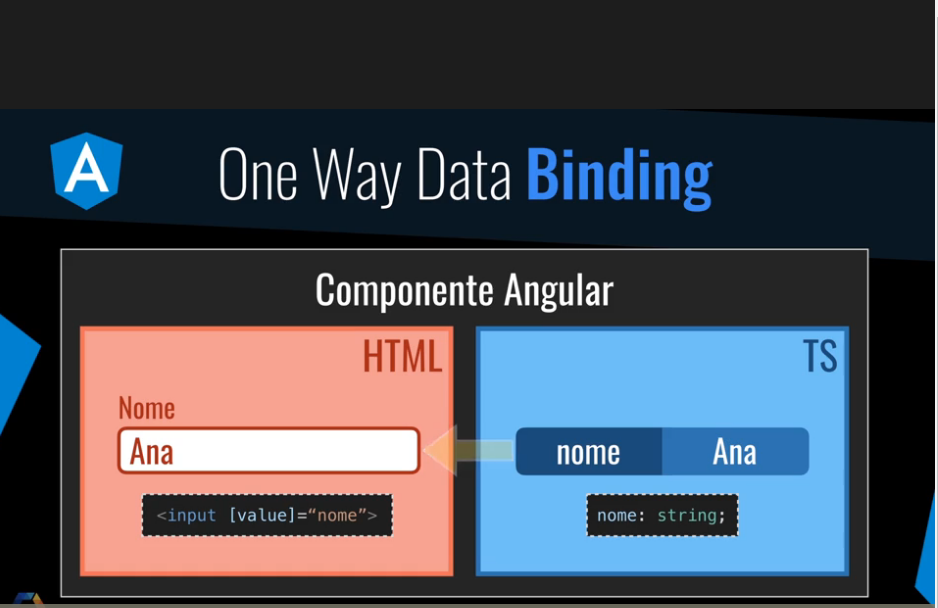 A
One Way Data Binding
Componente Angular
HTML
Nome
Ana
<input [value]=“nome”>
TS
nome Ana
nome: string;